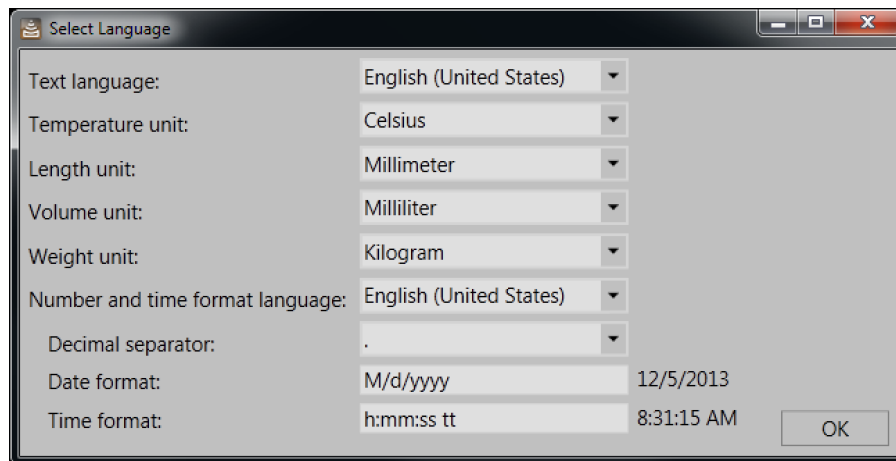 Select Language
Text language: English (United States)
Temperature unit: Celsius
Length unit: Millimeter
Volume unit: Milliliter
Weight unit: Kilogram
Number and time format language: English (United States)
Decimal separator: .
Date format: M/d/yyyy 12/5/2013
Time format: h:mm:ss tt 8:31:15 AM
OK